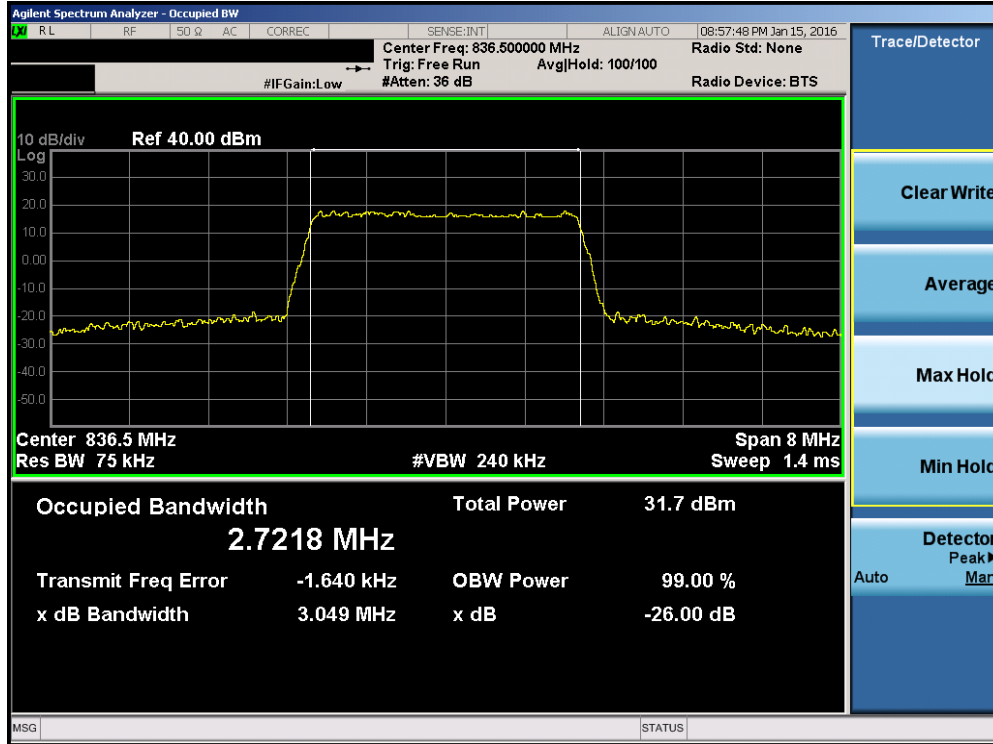 Agilent Spectrum Analyzer - Occupied BW
LXI RL RF 50 Ω AC CORREC SENSE:INT ALIGN AUTO 08:57:48 PM Jan 15, 2016
Center Freq: 836.500000 MHz Radio Std: None
Trig: Free Run Avg|Hold: 100/100
#IFGain:Low #Atten: 36 dB Radio Device: BTS
Trace/Detector
10 dB/div Ref 40.00 dBm
Log
30.0
20.0
10.0
0.00
-10.0
-20.0
-30.0
-40.0
-50.0
Center 836.5 MHz Span 8 MHz
Res BW 75 kHz #VBW 240 kHz Sweep 1.4 ms
Occupied Bandwidth Total Power 31.7 dBm
2.7218 MHz
Transmit Freq Error -1.640 kHz OBW Power 99.00 %
x dB Bandwidth 3.049 MHz x dB -26.00 dB
Clear Write
Average
Max Hold
Min Hold
Detector
Peak
Auto Man
MSG STATUS